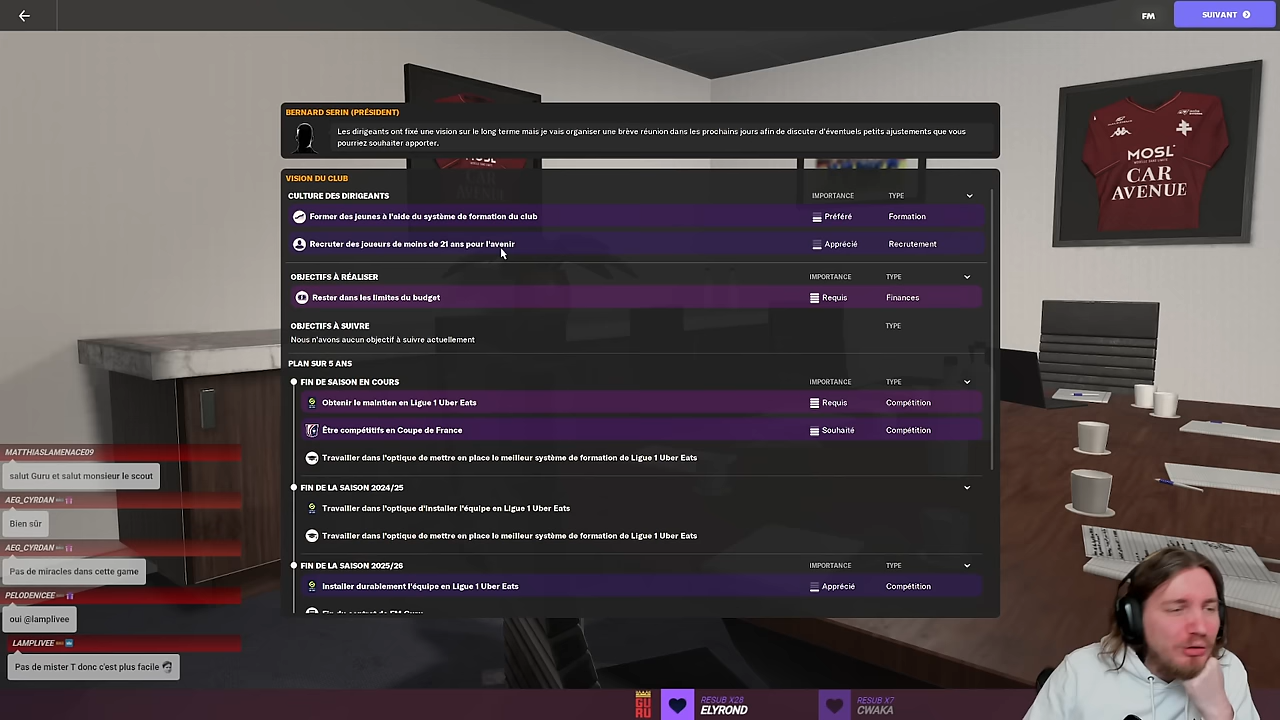 FM
SUIVANT
BERNARD SERIN (PRÉSIDENT)
Les dirigeants ont fixé une vision sur le long terme mais je vais organiser une brève réunion dans les prochains jours afin de discuter d'éventuels petits ajustements que vous
pourriez souhaiter apporter.
MOSL
CAR
AVENUE
VISION DU CLUB
CULTURE DES DIRIGEANTS IMPORTANCE TYPE
Former des jeunes à l'aide du système de formation du club Préféré Formation
Recruter des joueurs de moins de 21 ans pour l'avenir Apprécié Recrutement
OBJECTIFS À RÉALISER IMPORTANCE TYPE
Rester dans les limites du budget Requis Finances
OBJECTIFS À SUIVRE TYPE
Nous n'avons aucun objectif à suivre actuellement
PLAN SUR 5 ANS
FIN DE SAISON EN COURS IMPORTANCE TYPE
Obtenir le maintien en Ligue 1 Uber Eats Requis Compétition
Être compétitifs en Coupe de France Souhaité Compétition
Travailler dans l'optique de mettre en place le meilleur système de formation de Ligue 1 Uber Eats
FIN DE LA SAISON 2024/25
Travailler dans l'optique d'installer l'équipe en Ligue 1 Uber Eats
Travailler dans l'optique de mettre en place le meilleur système de formation de Ligue 1 Uber Eats
FIN DE LA SAISON 2025/26 IMPORTANCE TYPE
Installer durablement l'équipe en Ligue 1 Uber Eats Apprécié Compétition
Fin du contrat de FM Guru
MATTHIASLAMENACE09
salut Guru et salut monsieur le scout
AEG_CYRDAN
Bien sûr
AEG_CYRDAN
Pas de miracles dans cette game
PELODENICEE
oui @lamplivee
LAMPLIVEE
Pas de mister T donc c'est plus facile
GU
RU
RESUB X28
ELYROND
RESUB X7
CWAKA